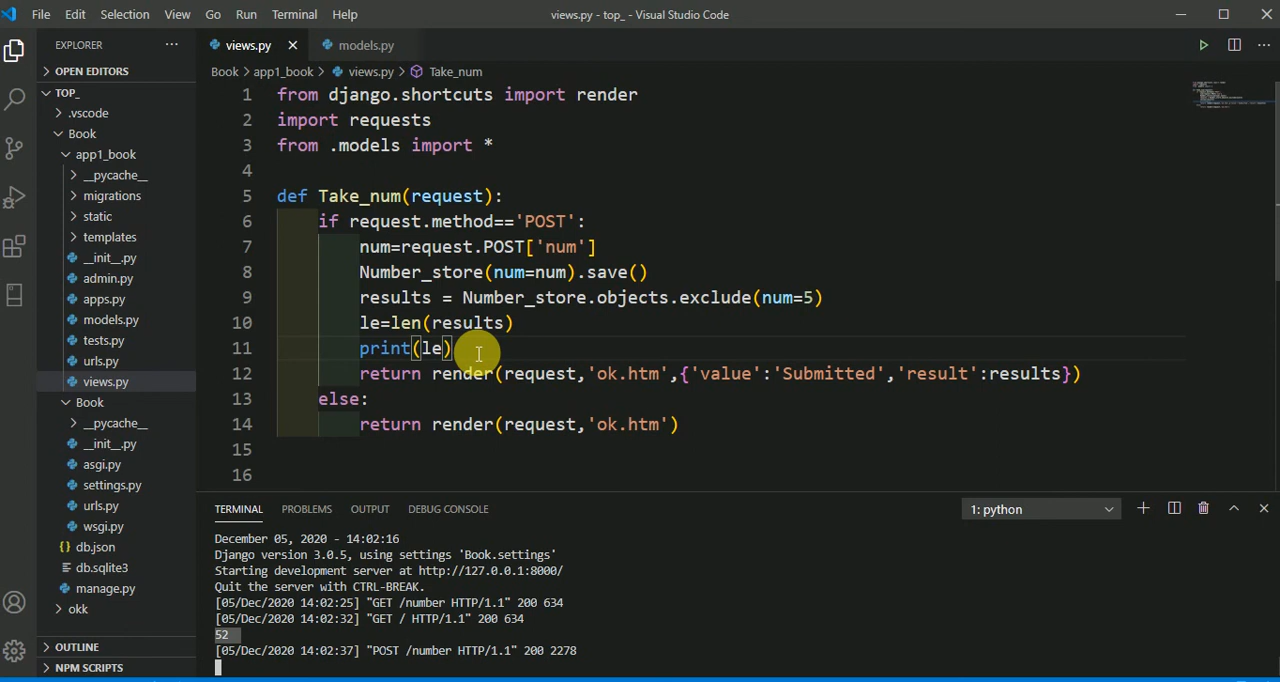 File Edit Selection View Go Run Terminal Help views.py - top_ - Visual Studio Code
EXPLORER ··· views.py models.py
OPEN EDITORS Book > app1_book > views.py > Take_num
TOP_
.vscode
Book
app1_book
__pycache__
migrations
static
templates
__init__.py
admin.py
apps.py
models.py
tests.py
urls.py
views.py
Book
__pycache__
__init__.py
asgi.py
settings.py
urls.py
wsgi.py
db.json
db.sqlite3
manage.py
okk
OUTLINE
NPM SCRIPTS
1 from django.shortcuts import render
2 import requests
3 from .models import *
4
5 def Take_num(request):
6 if request.method=='POST':
7 num=request.POST['num']
8 Number_store(num=num).save()
9 results = Number_store.objects.exclude(num=5)
10 le=len(results)
11 print(le)
12 return render(request,'ok.htm',{'value':'Submitted','result':results})
13 else:
14 return render(request,'ok.htm')
15
16
TERMINAL PROBLEMS OUTPUT DEBUG CONSOLE 1: python
December 05, 2020 - 14:02:16
Django version 3.0.5, using settings 'Book.settings'
Starting development server at http://127.0.0.1:8000/
Quit the server with CTRL-BREAK.
[05/Dec/2020 14:02:25] "GET /number HTTP/1.1" 200 634
[05/Dec/2020 14:02:32] "GET / HTTP/1.1" 200 634
52
[05/Dec/2020 14:02:37] "POST /number HTTP/1.1" 200 2278